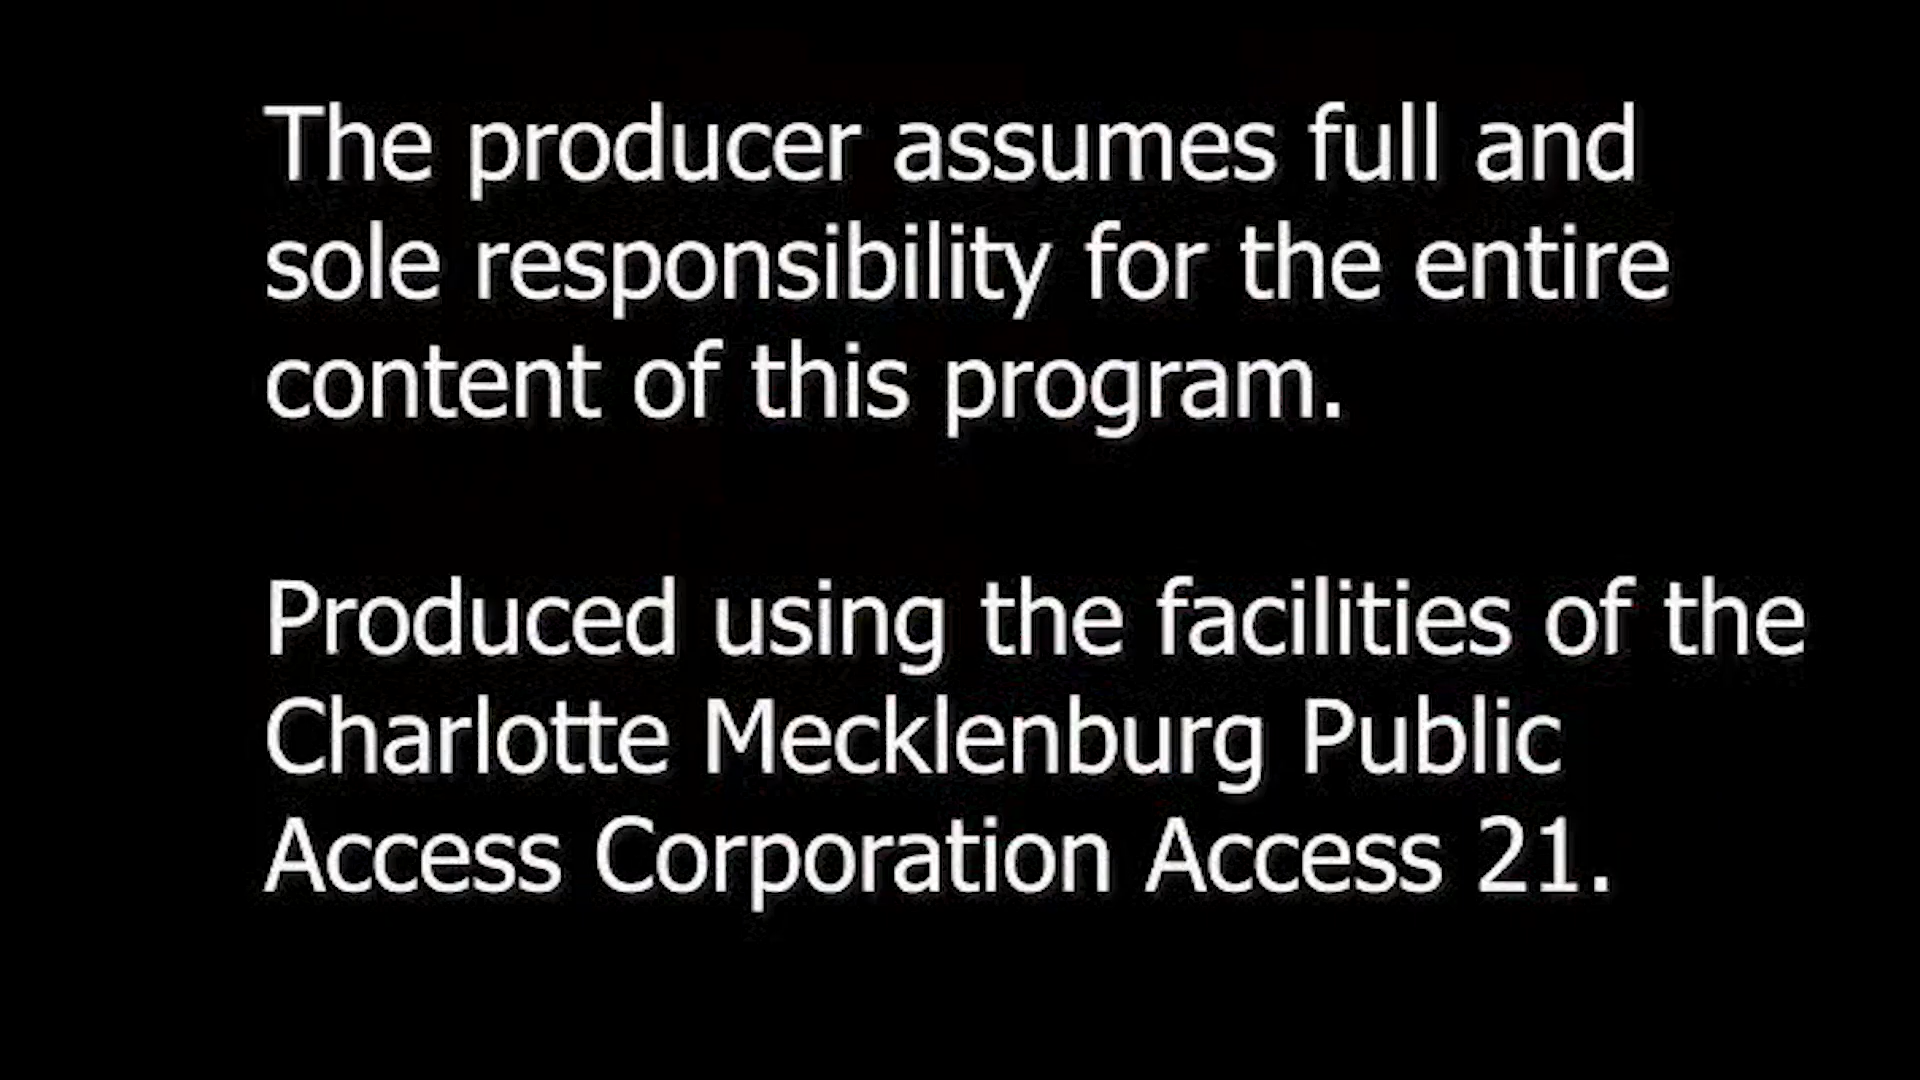 The producer assumes full and
sole responsibility for the entire
content of this program.
Produced using the facilities of the
Charlotte Mecklenburg Public
Access Corporation Access 21.